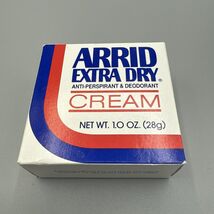 ARRID
EXTRA DRY®
ANTI-PERSPIRANT & DEODORANT
CREAM
NET WT. 1.0 OZ. (28g)